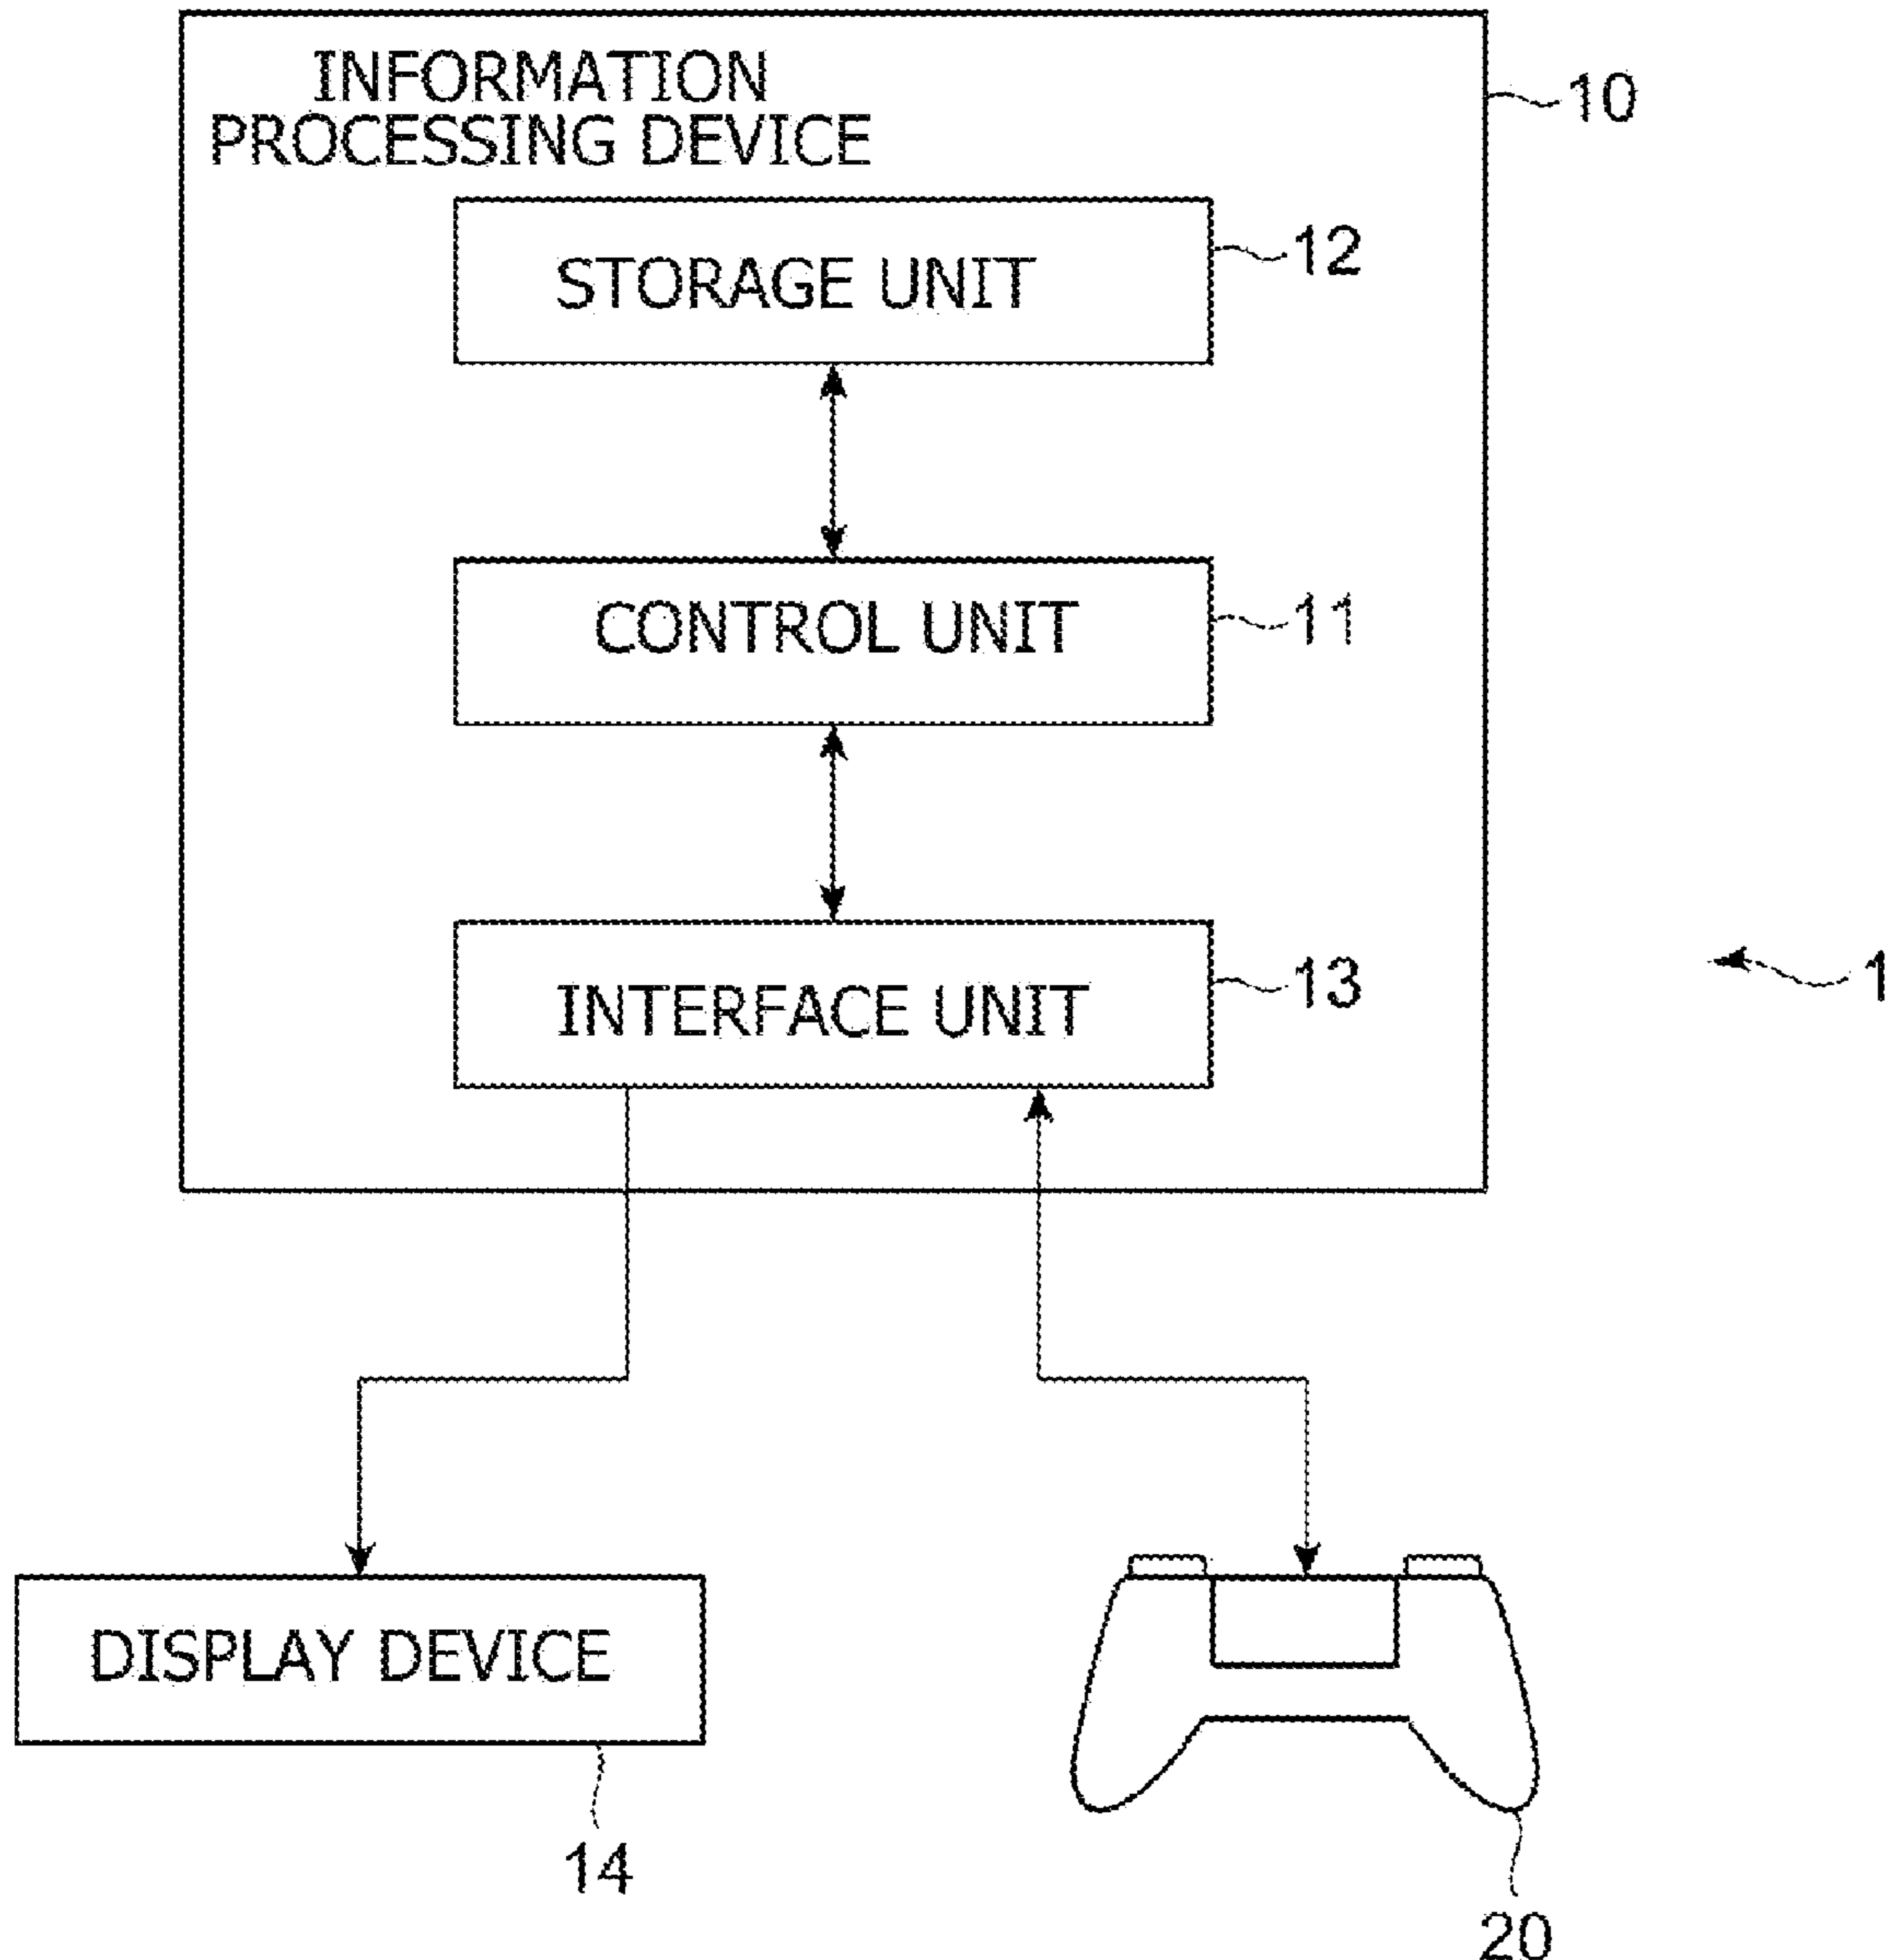 INFORMATION
PROCESSING DEVICE
10
STORAGE UNIT
12
CONTROL UNIT
11
INTERFACE UNIT
13
1
DISPLAY DEVICE
14
20